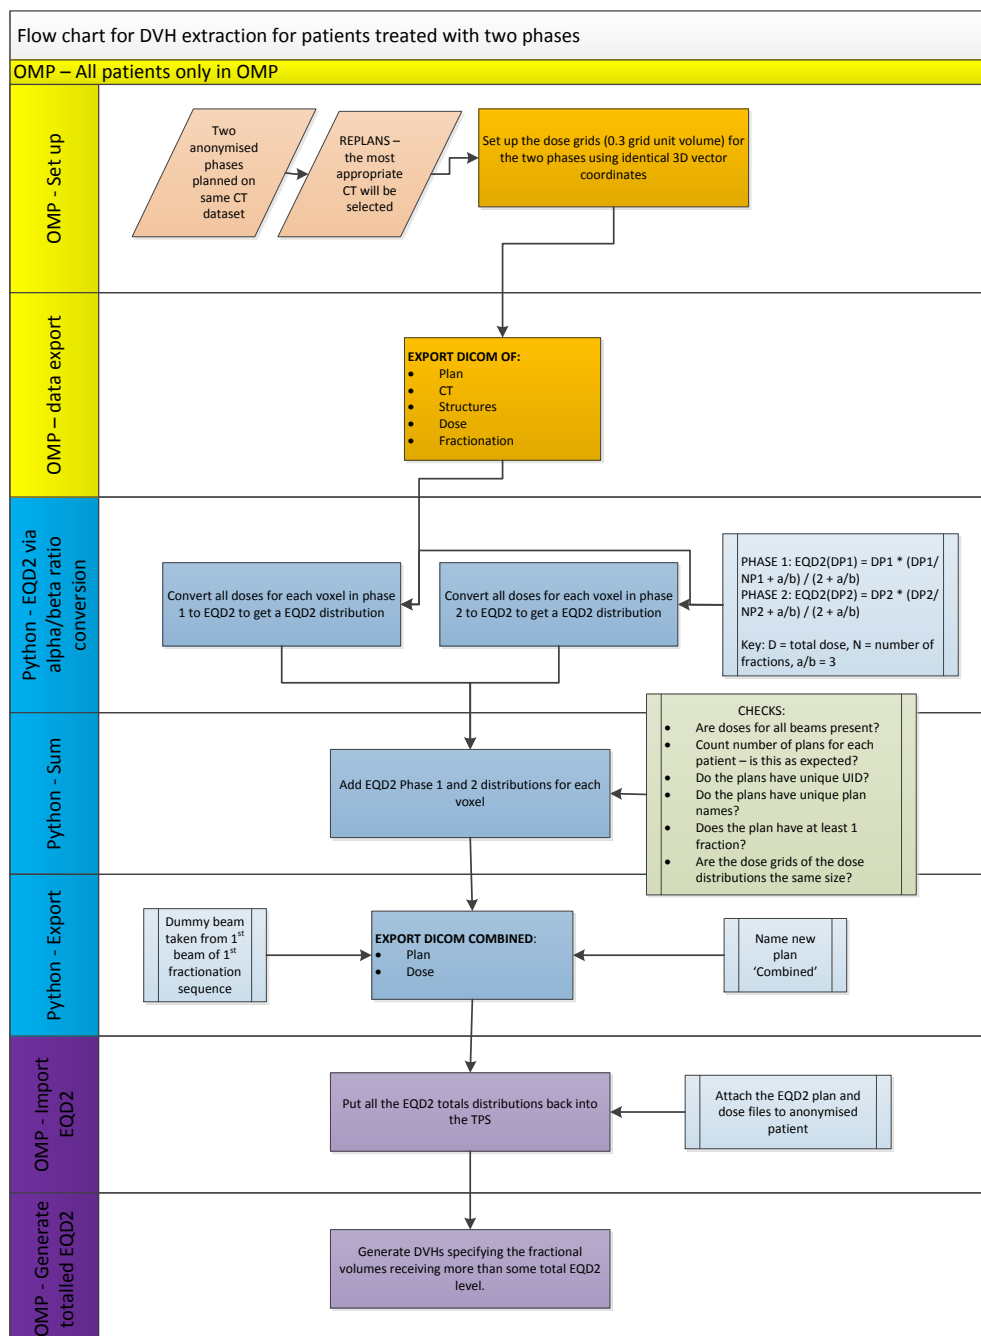 Flow chart for DVH extraction for patients treated with two phases
OMP – All patients only in OMP
OMP - Set up
Two
anonymised
phases
planned on
same CT
dataset
REPLANS –
the most
appropriate
CT will be
selected
Set up the dose grids (0.3 grid unit volume) for
the two phases using identical 3D vector
coordinates
OMP – data export
EXPORT DICOM OF:
• Plan
• CT
• Structures
• Dose
• Fractionation
Python - EQD2 via
alpha/beta ratio
conversion
Convert all doses for each voxel in phase
1 to EQD2 to get a EQD2 distribution
Convert all doses for each voxel in phase
2 to EQD2 to get a EQD2 distribution
PHASE 1: EQD2(DP1) = DP1 * (DP1/
NP1 + a/b) / (2 + a/b)
PHASE 2: EQD2(DP2) = DP2 * (DP2/
NP2 + a/b) / (2 + a/b)
Key: D = total dose, N = number of
fractions, a/b = 3
Python - Sum
Add EQD2 Phase 1 and 2 distributions for each
voxel
CHECKS:
• Are doses for all beams present?
• Count number of plans for each
patient – is this as expected?
• Do the plans have unique UID?
• Do the plans have unique plan
names?
• Does the plan have at least 1
fraction?
• Are the dose grids of the dose
distributions the same size?
Python - Export
Dummy beam
taken from 1st
beam of 1st
fractionation
sequence
EXPORT DICOM COMBINED:
• Plan
• Dose
Name new
plan
‘Combined’
OMP - Import
EQD2
Put all the EQD2 totals distributions back into
the TPS
Attach the EQD2 plan and
dose files to anonymised
patient
OMP - Generate
totalled EQD2
Generate DVHs specifying the fractional
volumes receiving more than some total EQD2
level.